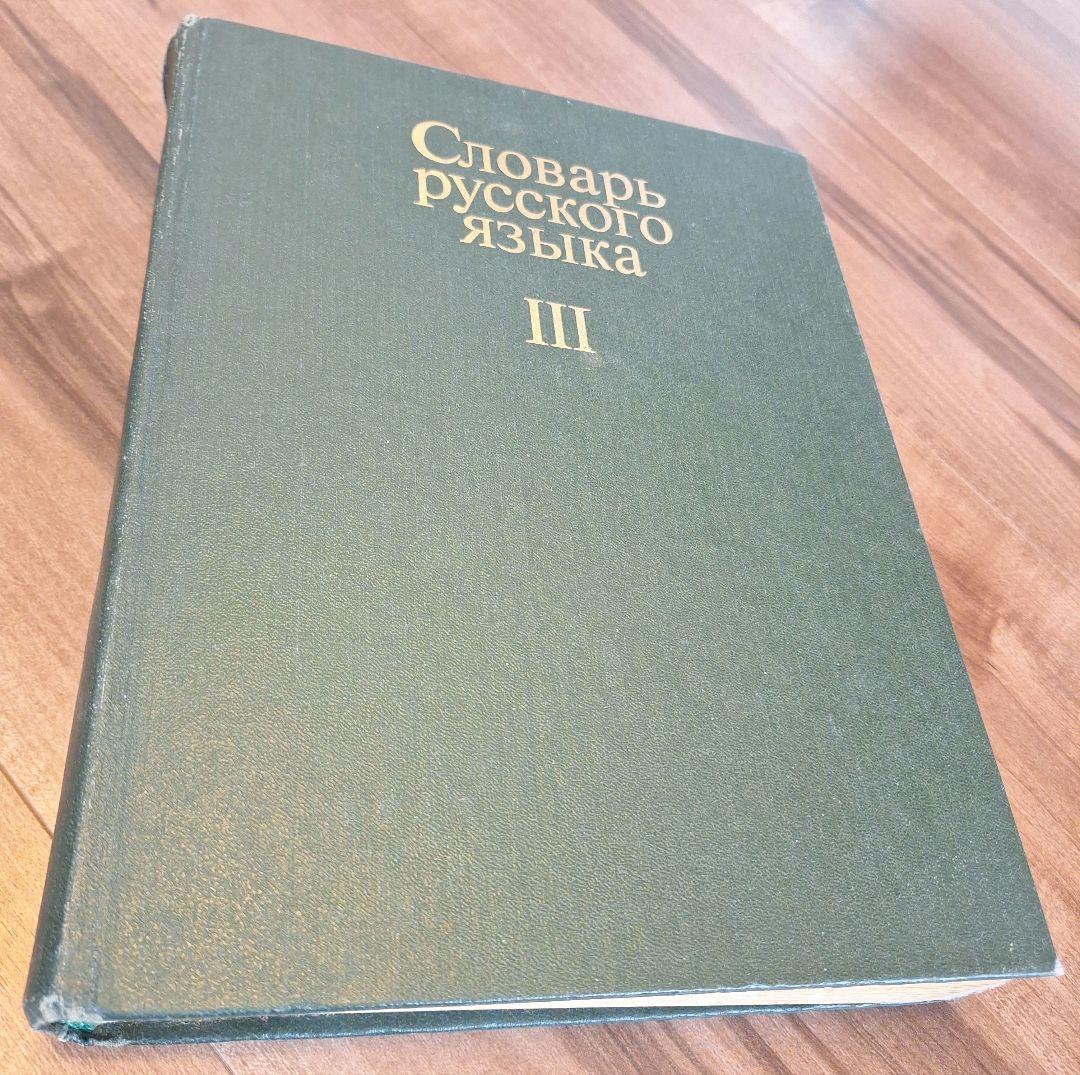 Словарь
русского
языка
III